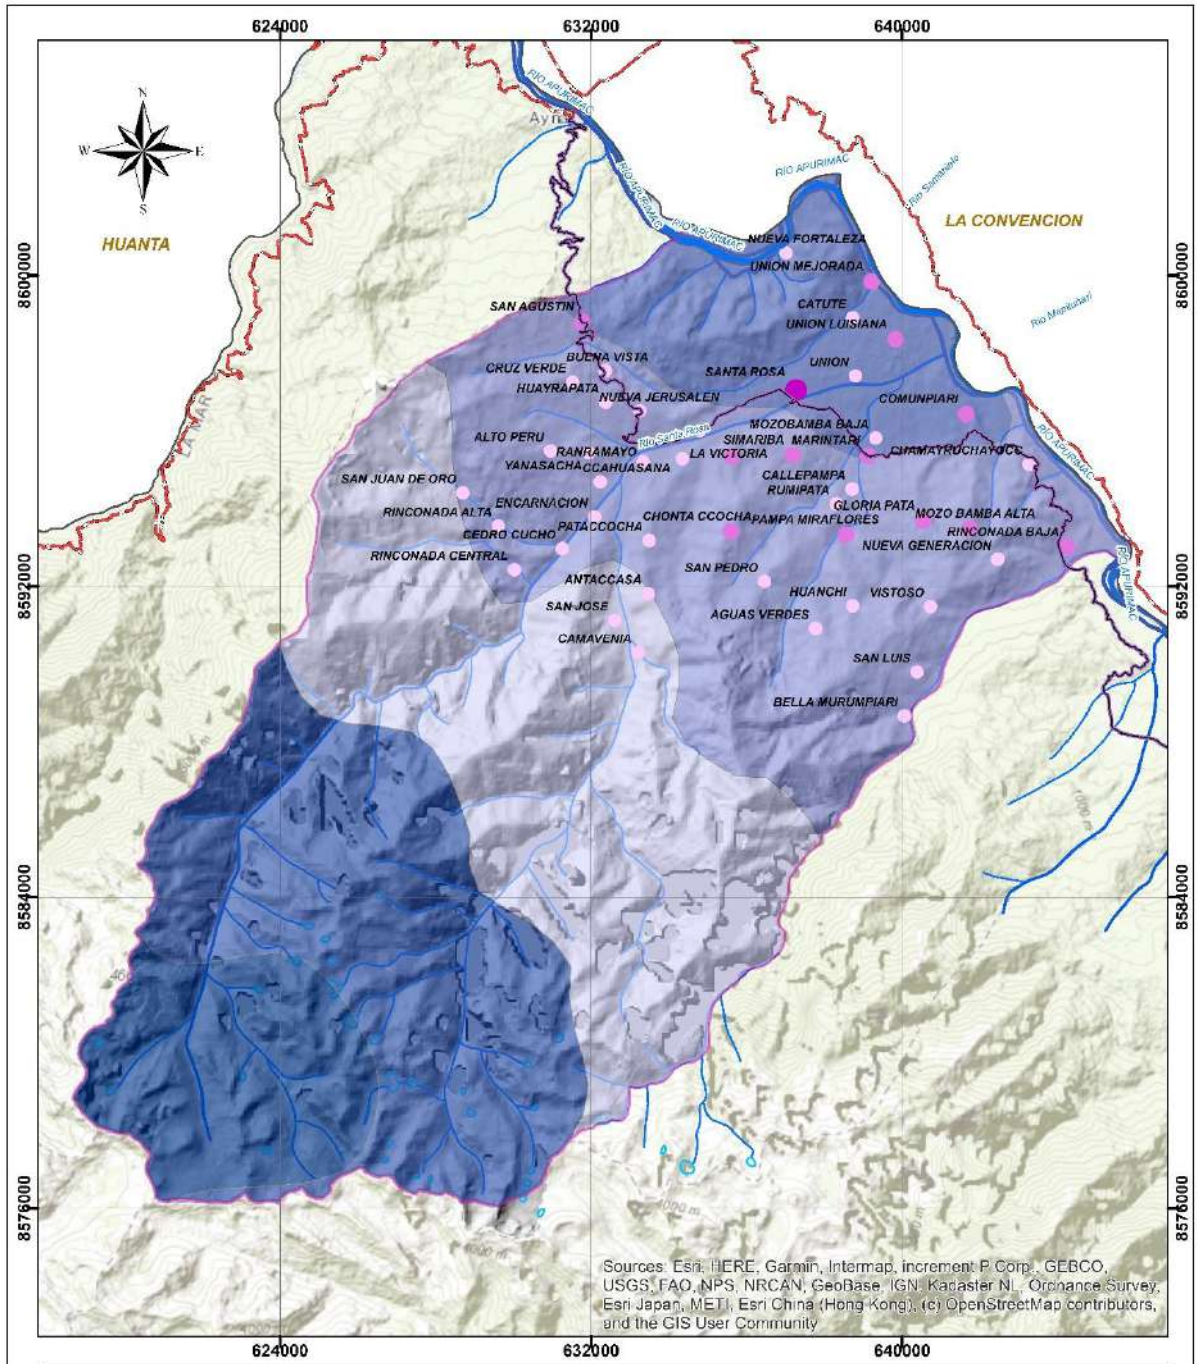 624000
632000
640000
N
W
E
S
HUANTA
LA CONVENCION
LA MAR
RIO APURIMAC
RIO APURIMAC
RIO APURIMAC
RIO APURIMAC
Rio Samaniato
8600000
8600000
NUEVA FORTALEZA
UNION MEJORADA
SAN AGUSTIN
CATUTE
UNION LUISIANA
BUENA VISTA
CRUZ VERDE
UNION
HUAYRAPATA
SANTA ROSA
NUEVA JERUSALEN
COMUNPIARI
MOZOBAMBA BAJA
Rio Santa Rosa
ALTO PERU
SIMARIBA
MARINTARI
RANRAMAYO
LA VICTORIA
CHAMAYRUCHAYOCC
YANASACHA
CCAHUASANA
RIO APURIMAC
SAN JUAN DE ORO
CALLEPAMPA
RUMIPATA
ENCARNACION
GLORIA PATA
RINCONADA ALTA
CHONTA CCOCHA
PAMPA MIRAFLORES
MOZO BAMBA ALTA
PATACCOCHA
CEDRO CUCHO
RINCONADA BAJA
NUEVA GENERACION
RINCONADA CENTRAL
SAN PEDRO
RIO APURIMAC
8592000
8592000
ANTACCASA
HUANCHI
VISTOSO
SAN JOSE
AGUAS VERDES
CAMAVENIA
SAN LUIS
BELLA MURUMPIARI
1000 m
8584000
8584000
8576000
8576000
4000 m
4000 m
Sources: Esri, HERE, Garmin, Intermap, increment P Corp., GEBCO,
USGS, FAO, NPS, NRCAN, GeoBase, IGN, Kadaster NL, Ordnance Survey,
Esri Japan, METI, Esri China (Hong Kong), (c) OpenStreetMap contributors,
and the GIS User Community
624000
632000
640000